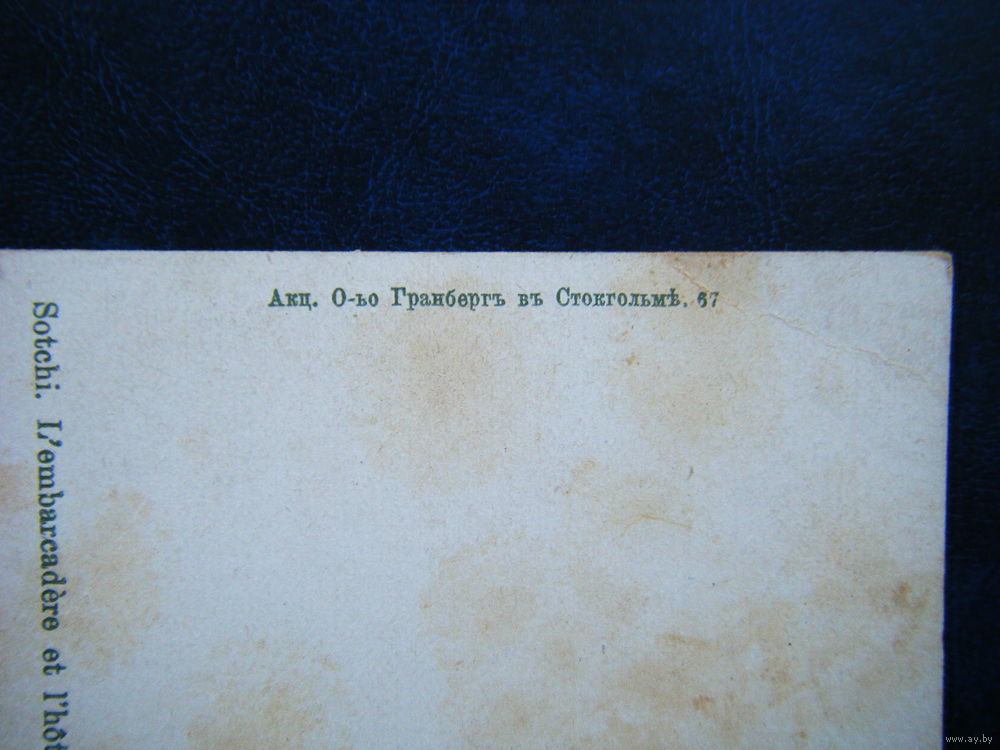 Акц. О-ьо Гранбергъ въ Стокгольмѣ. 67
Sotchi. L'embarcadère et l'hôt
www.ay.by